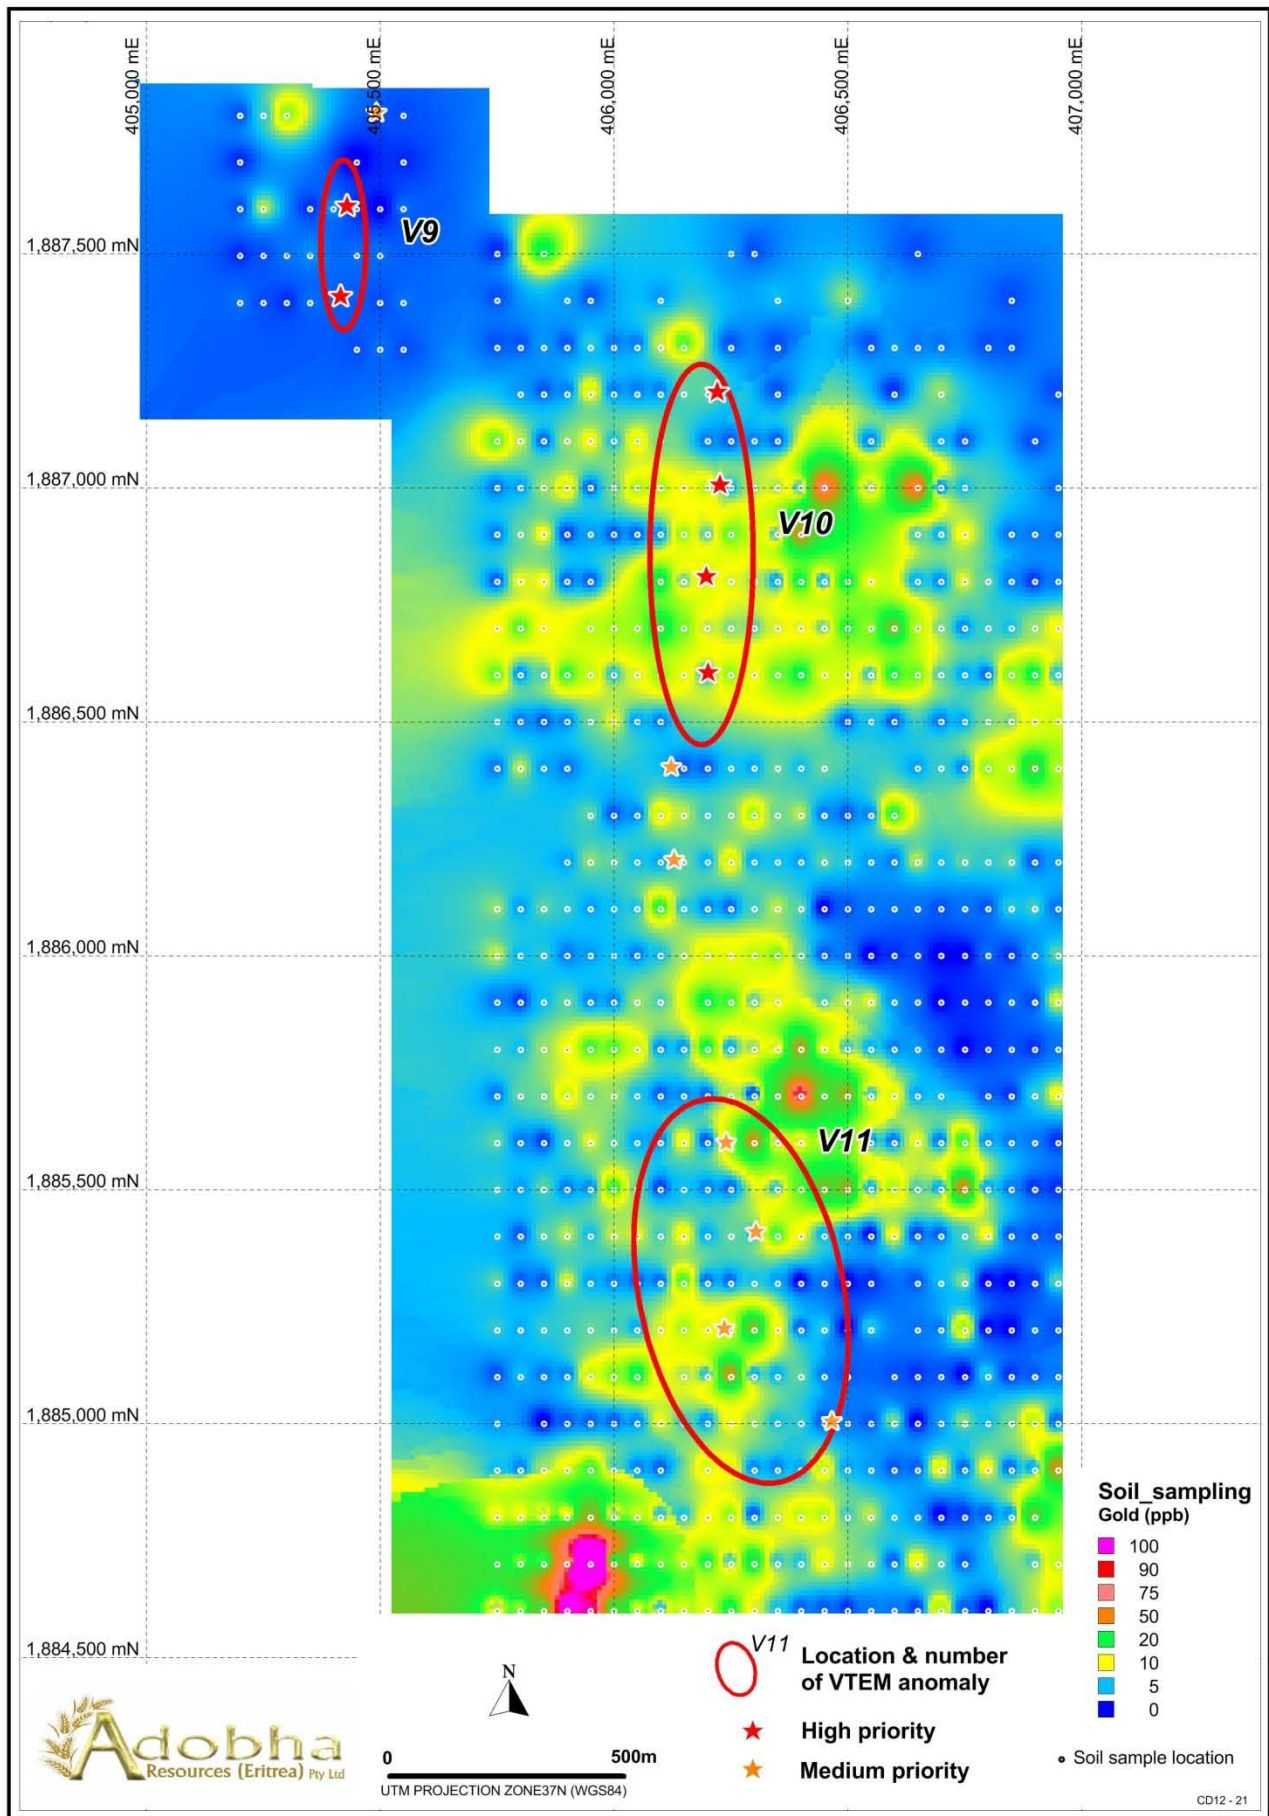 405,000 mE
405,500 mE
406,000 mE
406,500 mE
407,000 mE
1,887,500 mN
1,887,000 mN
1,886,500 mN
1,886,000 mN
1,885,500 mN
1,885,000 mN
1,884,500 mN
V9
V10
V11
Soil_sampling
Gold (ppb)
100
90
75
50
20
10
5
0
Soil sample location
V11
Location & number
of VTEM anomaly
High priority
Medium priority
N
0 500m
UTM PROJECTION ZONE37N (WGS84)
Adobha
Resources (Eritrea) Pty Ltd
CD12 - 21